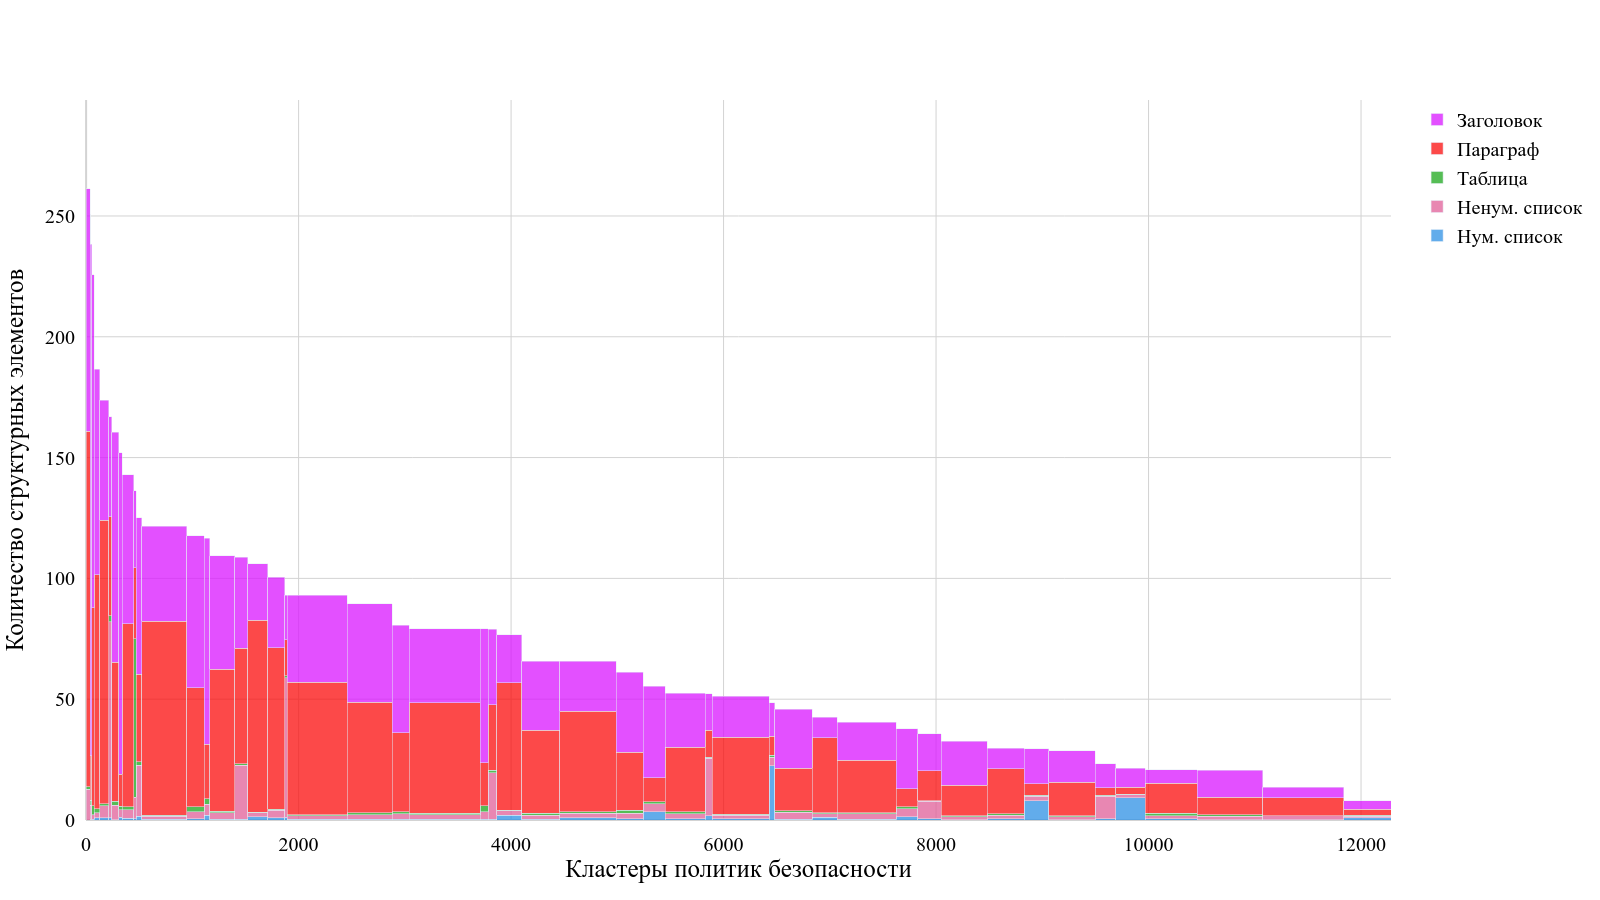 Заголовок
Параграф
Таблица
Ненум. список
Нум. список
Количество структурных элементов
250
200
150
100
50
0
0 2000 4000 6000 8000 10000 12000
Кластеры политик безопасности